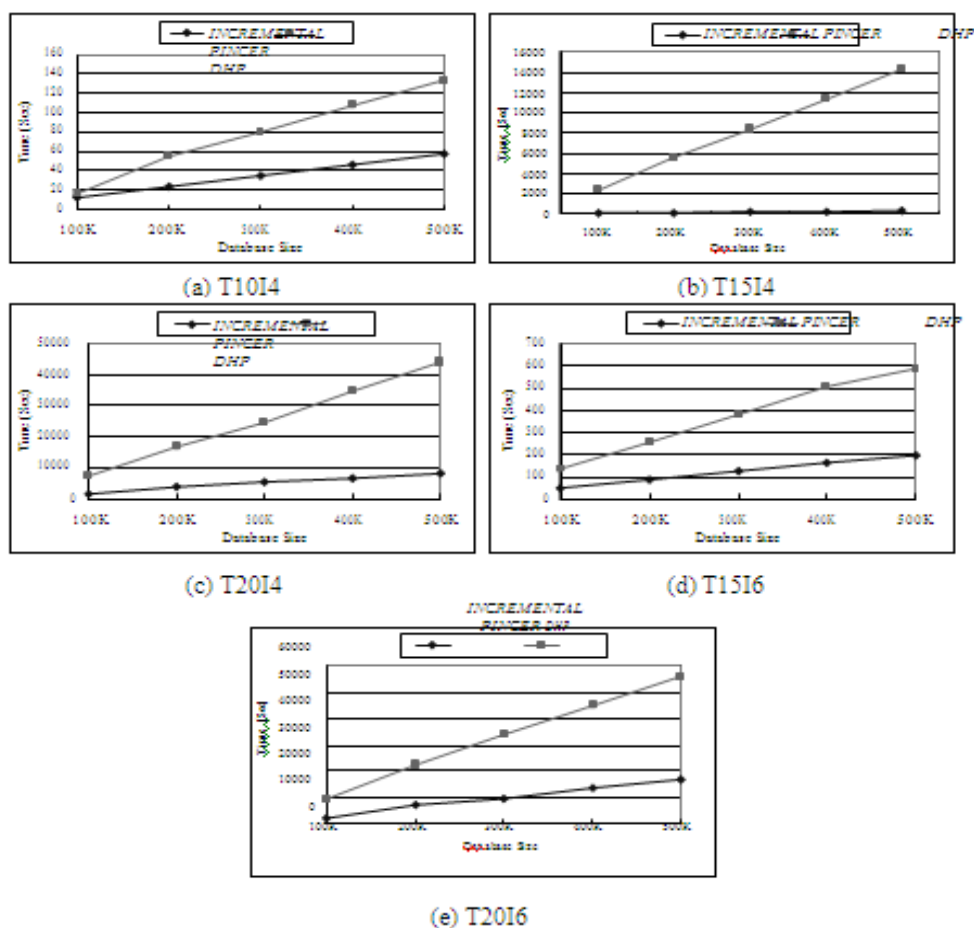 INCREMENTAL
PINCER
DHP
160
140
120
100
80
60
40
20
0
Time (Sec)
100K 200K 300K 400K 500K
Database Size
(a) T10I4
INCREMENTAL PINCER DHP
16000
14000
12000
10000
8000
6000
4000
2000
0
100K 200K 300K 400K 500K
Size
(b) T15I4
INCREMENTAL
PINCER
DHP
50000
40000
30000
20000
10000
0
Time (Sec)
100K 200K 300K 400K 500K
Database Size
(c) T20I4
INCREMENTAL PINCER DHP
700
600
500
400
300
200
100
0
Time (Sec)
100K 200K 300K 400K 500K
Database Size
(d) T15I6
INCREMENTAL
PINCER DHP
60000
50000
40000
30000
20000
10000
0
100K 200K 300K 400K 500K
Size
(e) T20I6